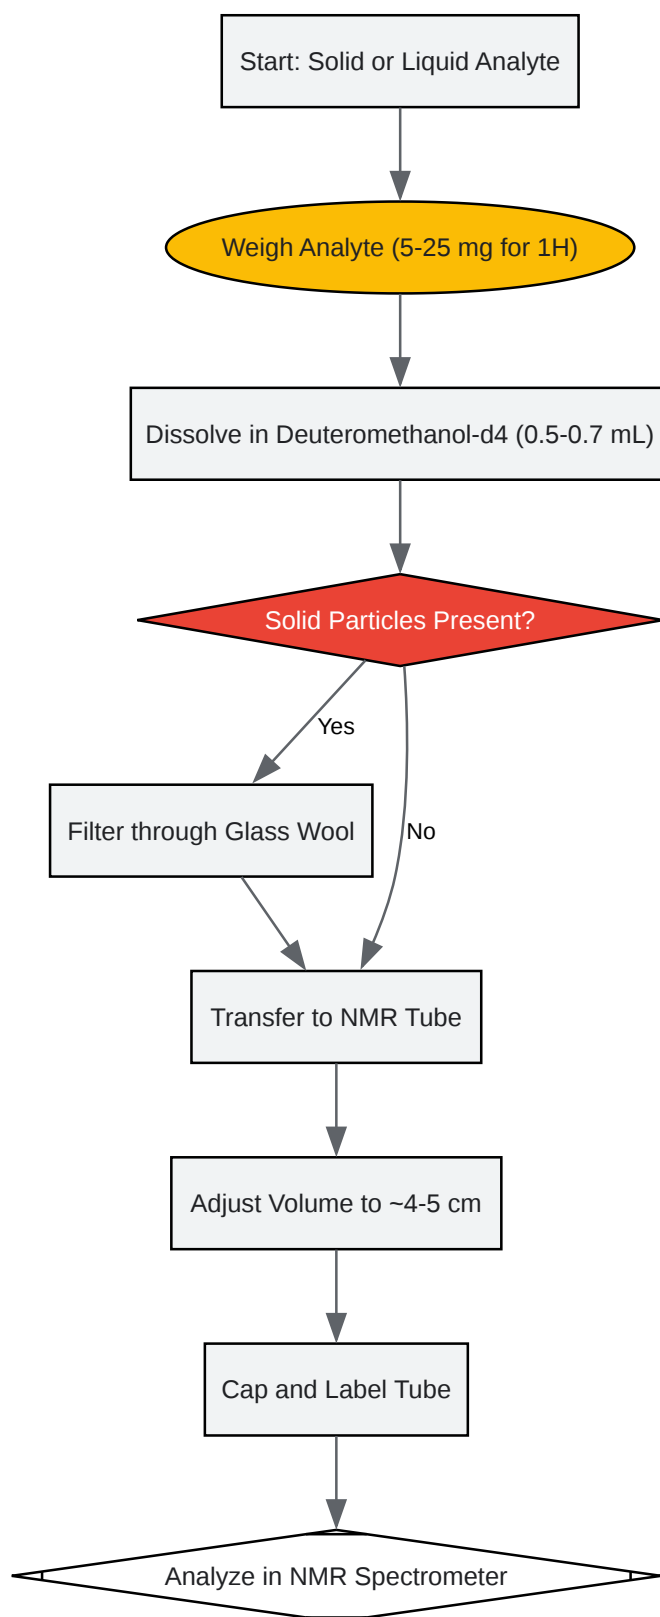 Start: Solid or Liquid Analyte
Weigh Analyte (5-25 mg for 1H)
Dissolve in Deuteromethanol-d4 (0.5-0.7 mL)
Solid Particles Present?
Yes
Filter through Glass Wool
No
Transfer to NMR Tube
Adjust Volume to ~4-5 cm
Cap and Label Tube
Analyze in NMR Spectrometer